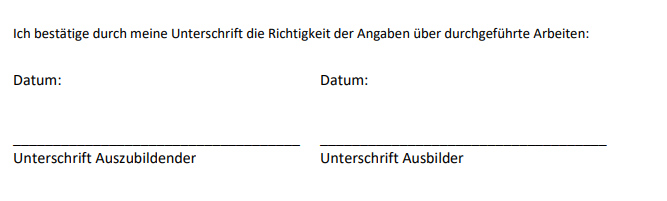 Ich bestätige durch meine Unterschrift die Richtigkeit der Angaben über durchgeführte Arbeiten:
Datum: Datum:
Unterschrift Auszubildender Unterschrift Ausbilder